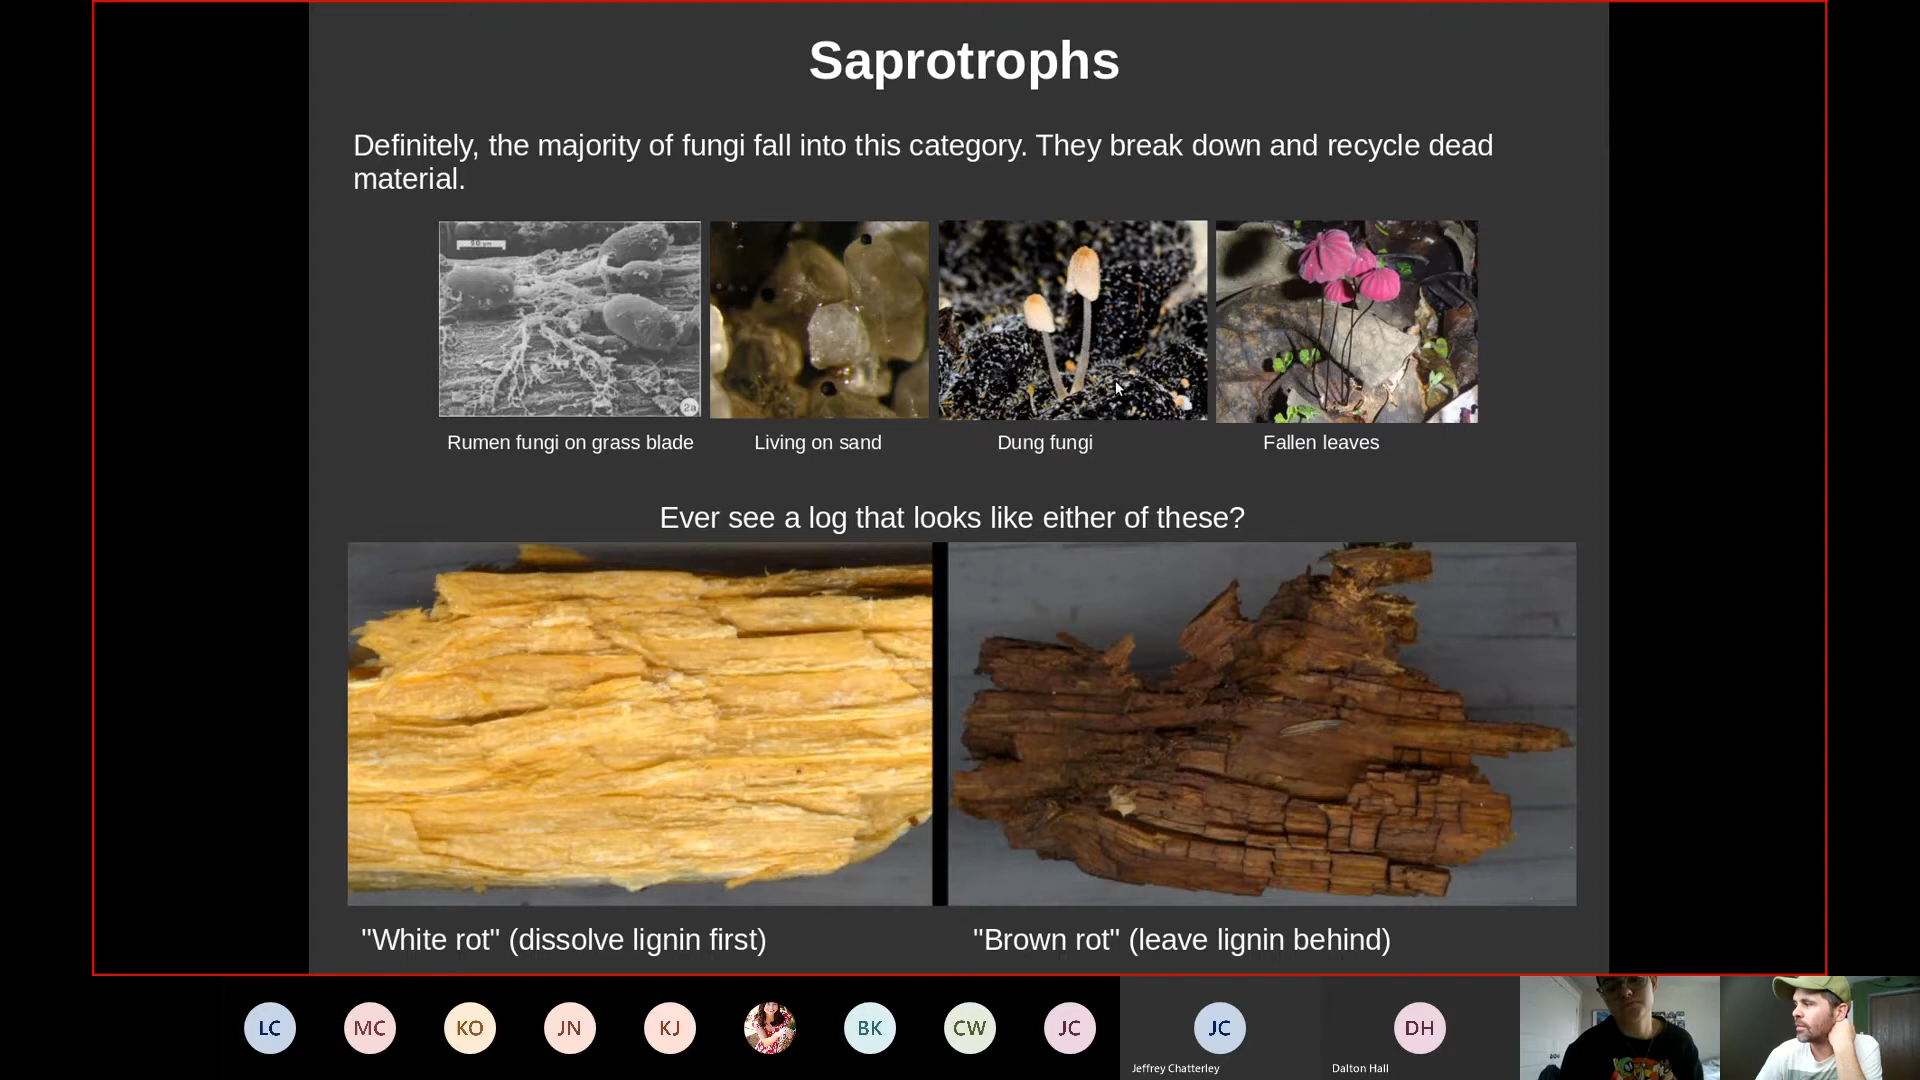 Saprotrophs
Definitely, the majority of fungi fall into this category. They break down and recycle dead
material.
2a
Rumen fungi on grass blade
Living on sand
Dung fungi
Fallen leaves
Ever see a log that looks like either of these?
"White rot" (dissolve lignin first)
"Brown rot" (leave lignin behind)
LC
MC
KO
JN
KJ
BK
CW
JC
JC
DH
Jeffrey Chatterley
Dalton Hall